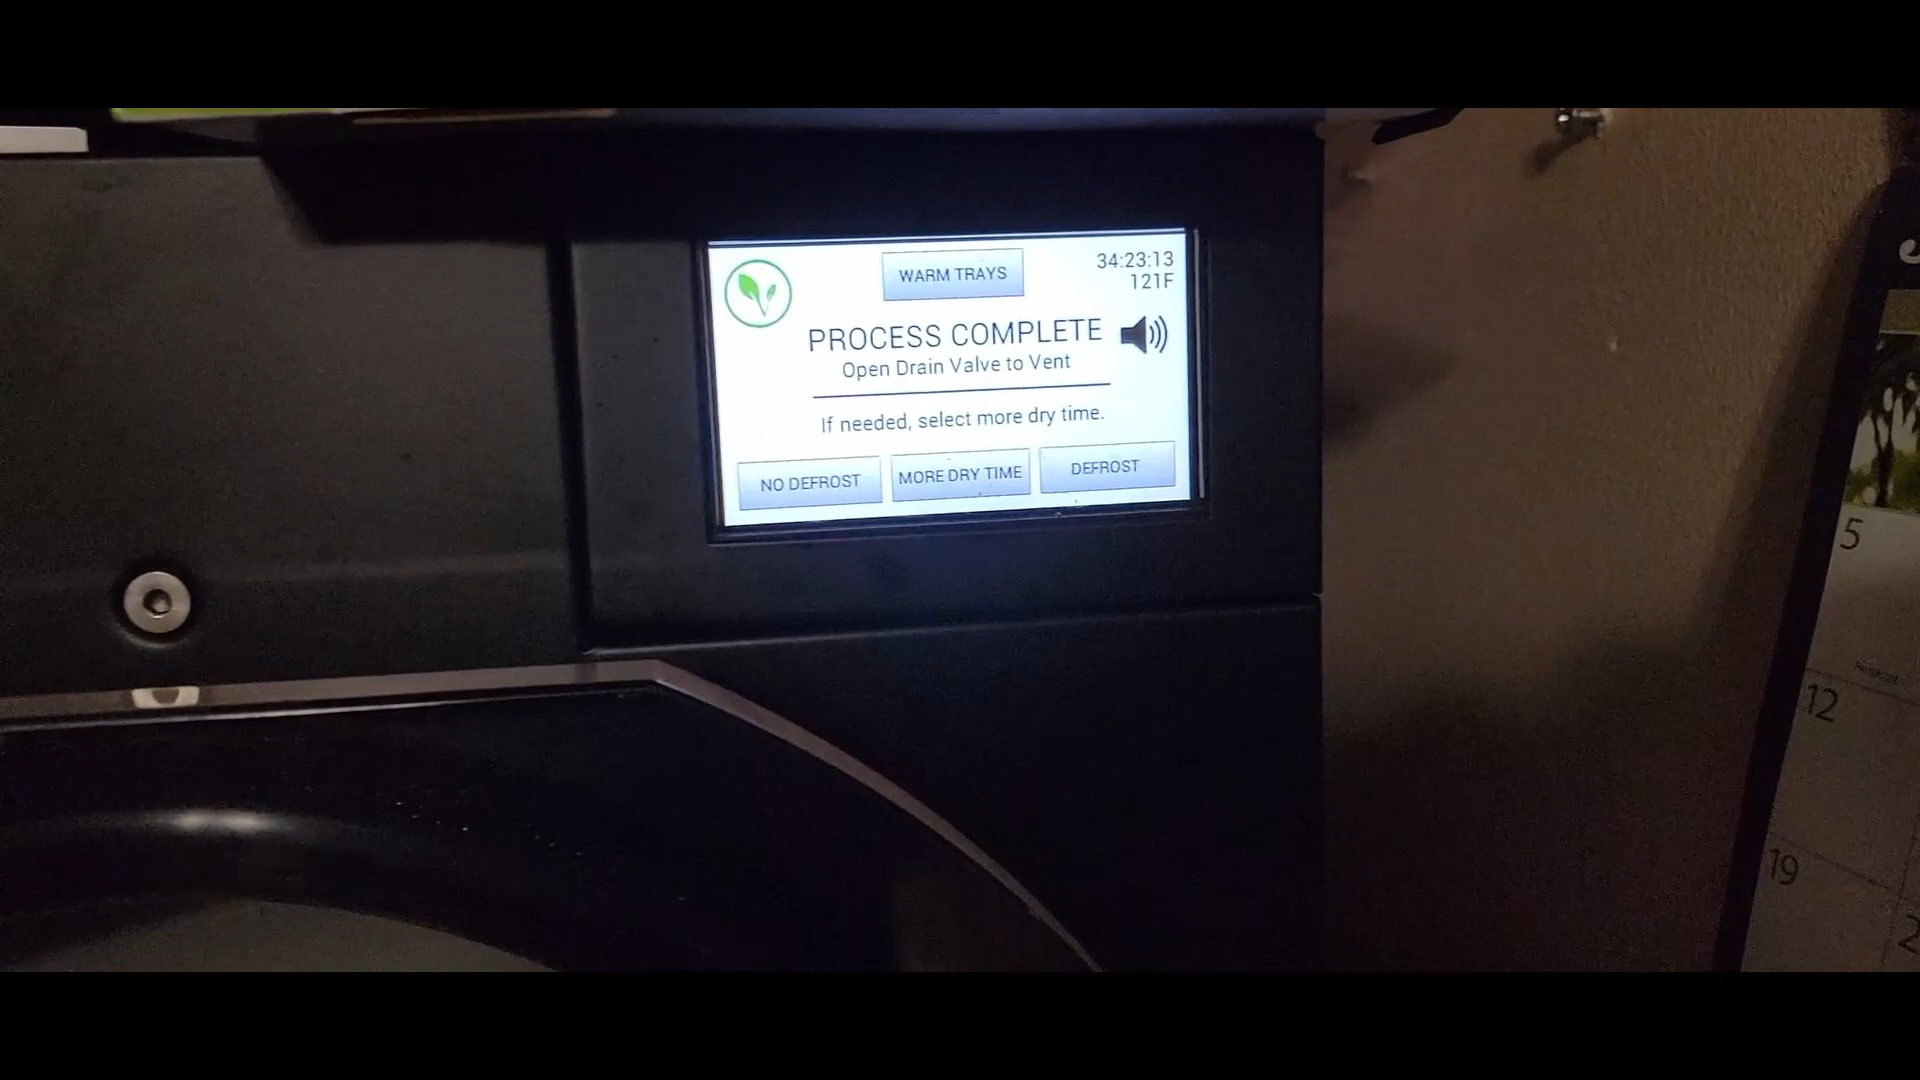 WARM TRAYS
34:23:13
121F
PROCESS COMPLETE
Open Drain Valve to Vent
If needed, select more dry time.
NO DEFROST
MORE DRY TIME
DEFROST
5
12
19